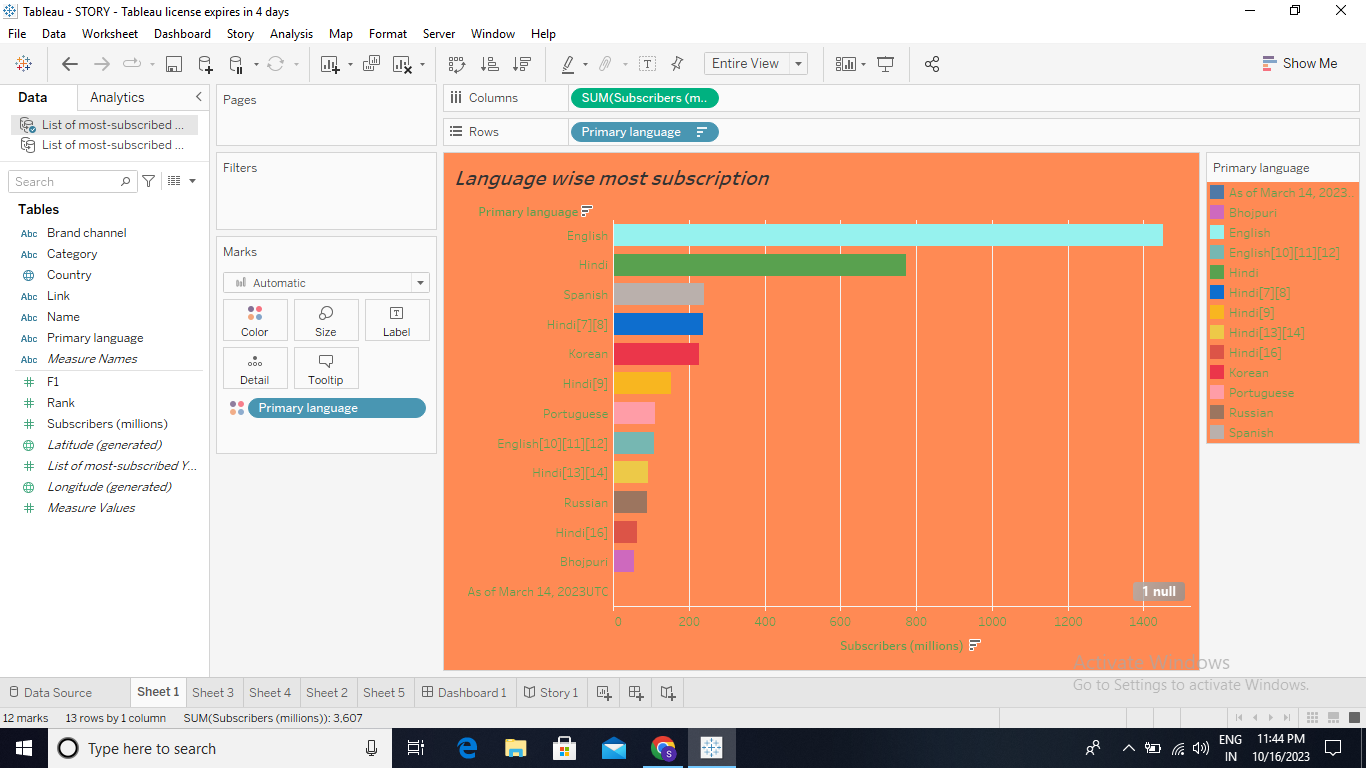 Tableau - STORY - Tableau license expires in 4 days
File Data Worksheet Dashboard Story Analysis Map Format Server Window Help
Entire View
Show Me
Data Analytics
List of most-subscribed ...
List of most-subscribed ...
Search
Tables
Abc Brand channel
Abc Category
Country
Abc Link
Abc Name
Abc Primary language
Abc Measure Names
# F1
# Rank
# Subscribers (millions)
Latitude (generated)
# List of most-subscribed Y...
Longitude (generated)
# Measure Values
Pages
Filters
Marks
Automatic
Color Size Label
Detail Tooltip
Primary language
Columns SUM(Subscribers (m..
Rows Primary language
Language wise most subscription
Primary language
English
Hindi
Spanish
Hindi[7][8]
Korean
Hindi[9]
Portuguese
English[10][11][12]
Hindi[13][14]
Russian
Hindi[16]
Bhojpuri
As of March 14, 2023UTC
1 null
0 200 400 600 800 1000 1200 1400
Subscribers (millions)
Primary language
As of March 14, 2023..
Bhojpuri
English
English[10][11][12]
Hindi
Hindi[7][8]
Hindi[9]
Hindi[13][14]
Hindi[16]
Korean
Portuguese
Russian
Spanish
Activate Windows
Go to Settings to activate Windows.
Data Source Sheet 1 Sheet 3 Sheet 4 Sheet 2 Sheet 5 Dashboard 1 Story 1
12 marks 13 rows by 1 column SUM(Subscribers (millions)): 3,607
Type here to search
S
ENG
IN
11:44 PM
10/16/2023